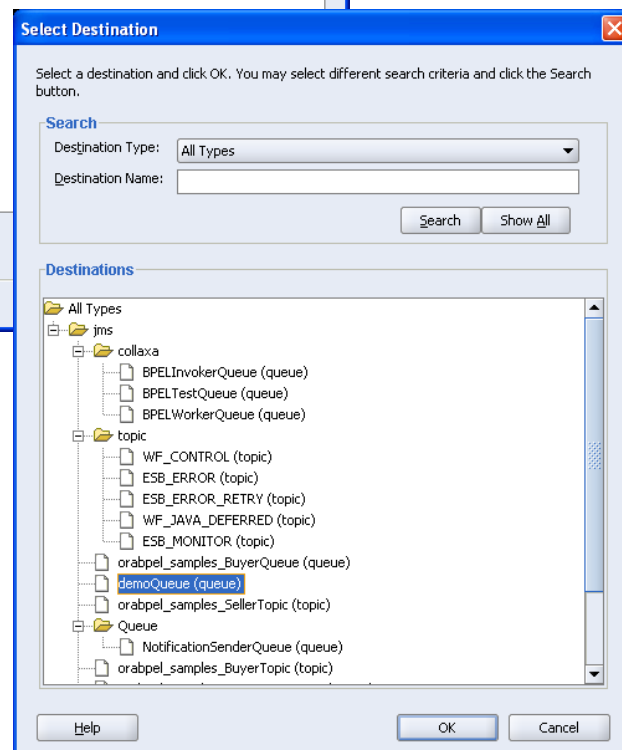 Select Destination
Select a destination and click OK. You may select different search criteria and click the Search
button.
Search
Destination Type:
All Types
Destination Name:
Search
Show All
Destinations
All Types
jms
collaxa
BPELInvokerQueue (queue)
BPELTestQueue (queue)
BPELWorkerQueue (queue)
topic
WF_CONTROL (topic)
ESB_ERROR (topic)
ESB_ERROR_RETRY (topic)
WF_JAVA_DEFERRED (topic)
ESB_MONITOR (topic)
orabpel_samples_BuyerQueue (queue)
demoQueue (queue)
orabpel_samples_SellerTopic (topic)
Queue
NotificationSenderQueue (queue)
orabpel_samples_BuyerTopic (topic)
Help
OK
Cancel